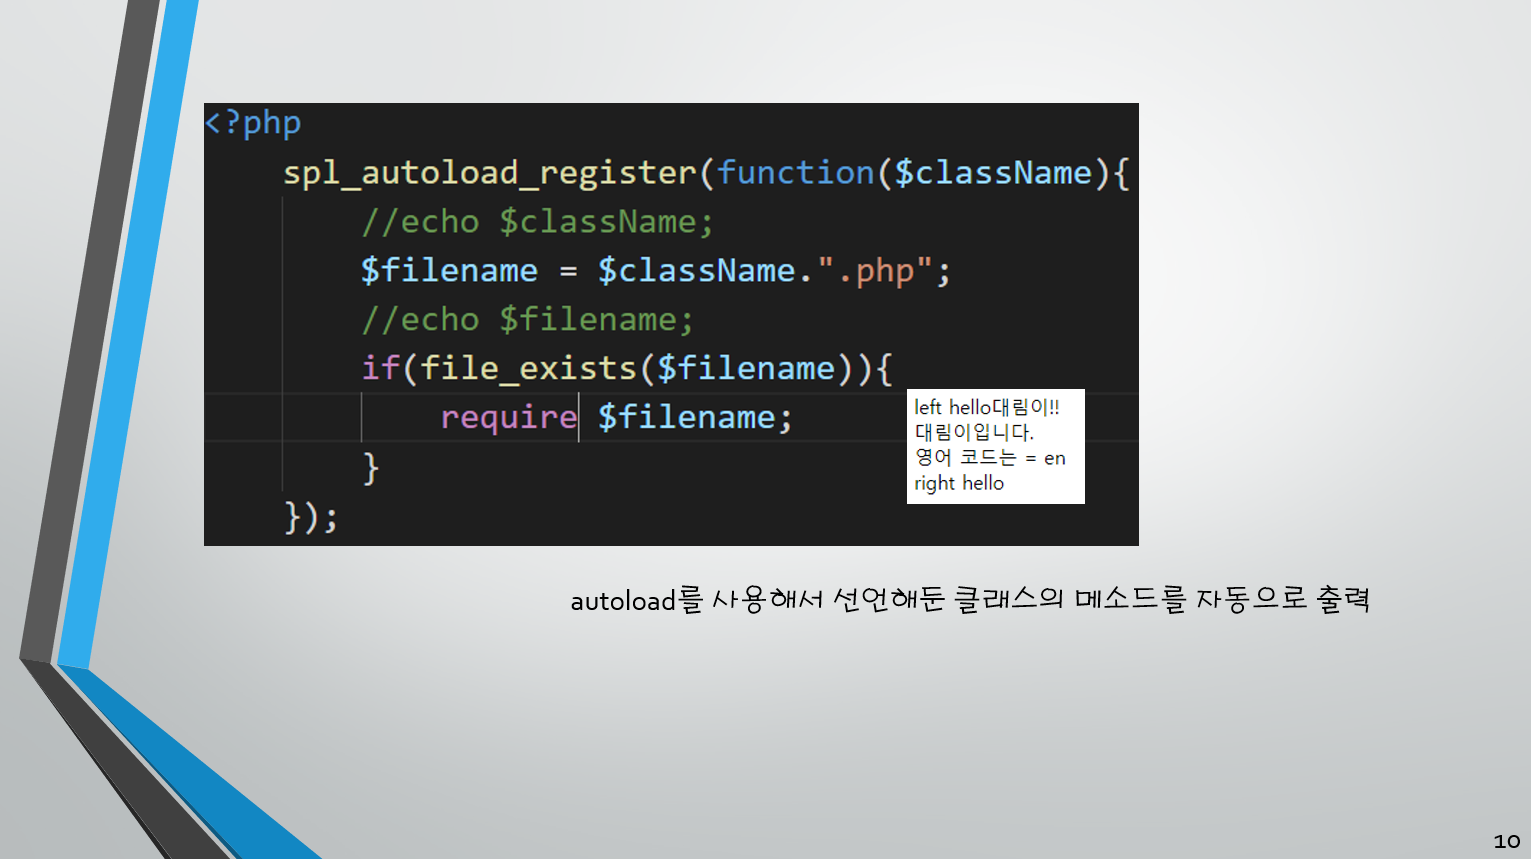 <?php
spl_autoload_register(function($className){
//echo $className;
$filename = $className.".php";
//echo $filename;
if(file_exists($filename)){
require $filename;
}
});
left hello대림이!!
대림이입니다.
영어 코드는 = en
right hello
autoload를 사용해서 선언해둔 클래스의 메소드를 자동으로 출력
10